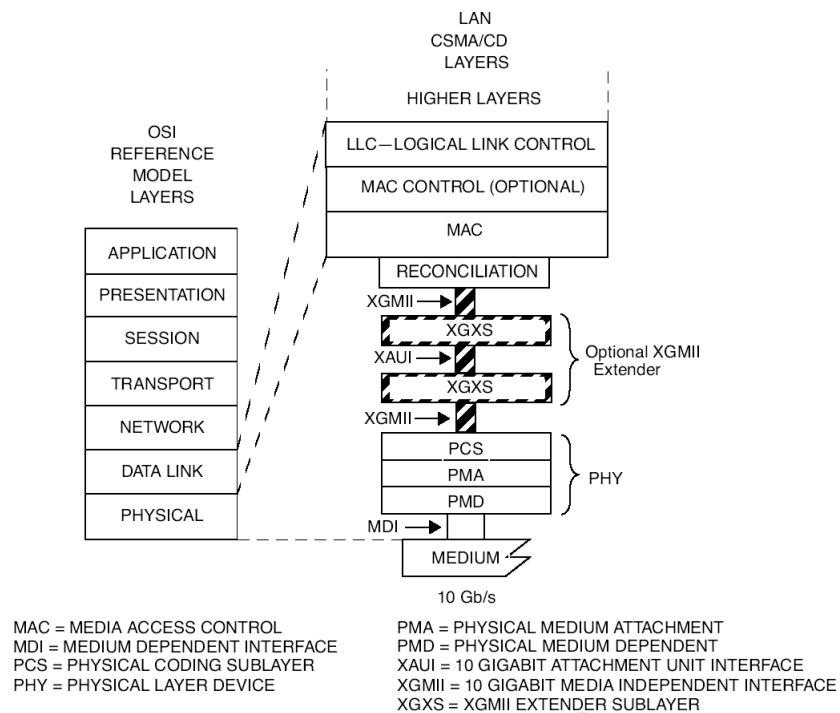 LAN
CSMA/CD
LAYERS
HIGHER LAYERS
OSI
REFERENCE
MODEL
LAYERS
LLC—LOGICAL LINK CONTROL
MAC CONTROL (OPTIONAL)
MAC
RECONCILIATION
APPLICATION
PRESENTATION
SESSION
TRANSPORT
NETWORK
DATA LINK
PHYSICAL
XGMII
XGXS
XAUI
XGXS
Optional XGMII
Extender
XGMII
PCS
PMA
PMD
PHY
MDI
MEDIUM
10 Gb/s
MAC = MEDIA ACCESS CONTROL
MDI = MEDIUM DEPENDENT INTERFACE
PCS = PHYSICAL CODING SUBLAYER
PHY = PHYSICAL LAYER DEVICE
PMA = PHYSICAL MEDIUM ATTACHMENT
PMD = PHYSICAL MEDIUM DEPENDENT
XAUI = 10 GIGABIT ATTACHMENT UNIT INTERFACE
XGMII = 10 GIGABIT MEDIA INDEPENDENT INTERFACE
XGXS = XGMII EXTENDER SUBLAYER